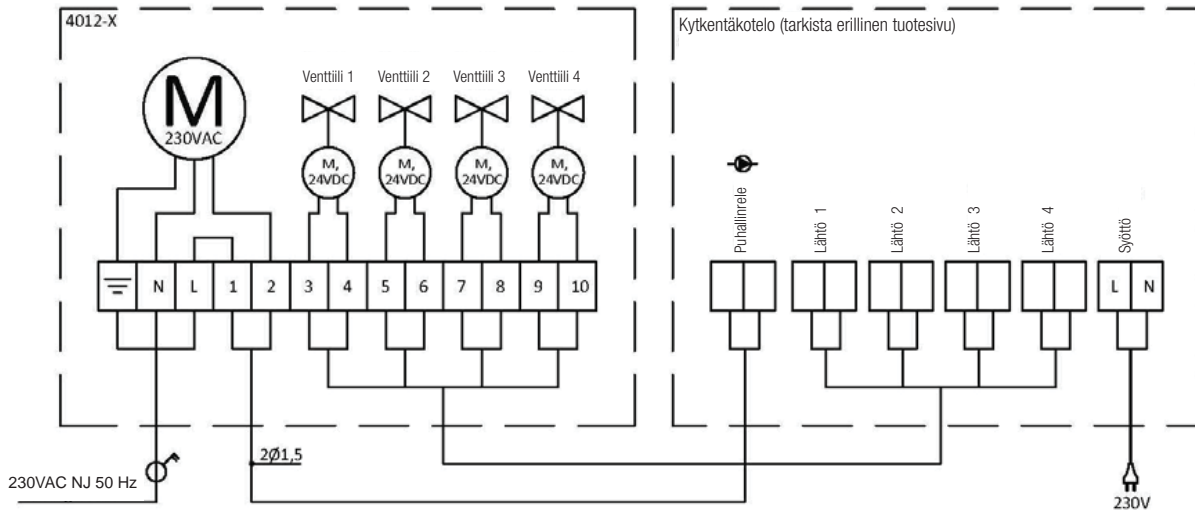 4012-X
Kytkentäkotelo (tarkista erillinen tuotesivu)
M
230VAC
Venttiili 1
Venttiili 2
Venttiili 3
Venttiili 4
M,
24VDC
M,
24VDC
M,
24VDC
M,
24VDC
Puhallinrele
Lähtö 1
Lähtö 2
Lähtö 3
Lähtö 4
Syöttö
N L 1 2 3 4 5 6 7 8 9 10
L N
2Ø1,5
230VAC NJ 50 Hz
230V